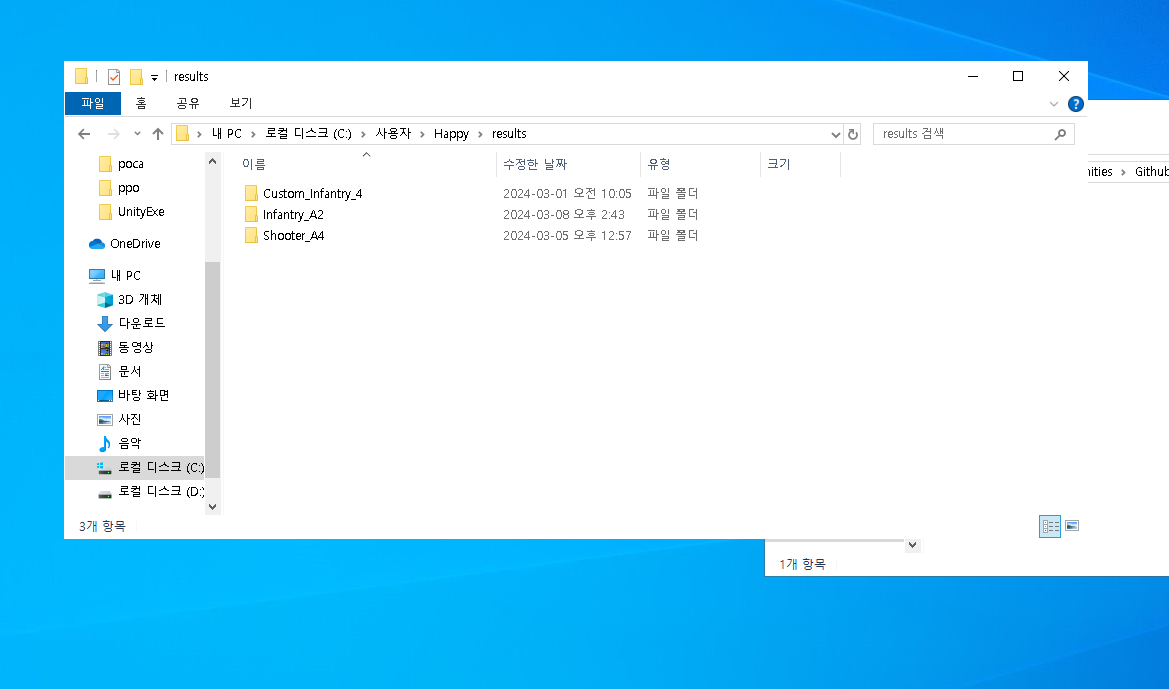 results
파일 홈 공유 보기
내 PC › 로컬 디스크 (C:) › 사용자 › Happy › results
results 검색
poca
ppo
UnityExe
OneDrive
내 PC
3D 개체
다운로드
동영상
문서
바탕 화면
사진
음악
로컬 디스크 (C:)
로컬 디스크 (D:)
이름 수정한 날짜 유형 크기
Custom_Infantry_4 2024-03-01 오전 10:05 파일 폴더
Infantry_A2 2024-03-08 오후 2:43 파일 폴더
Shooter_A4 2024-03-05 오후 12:57 파일 폴더
3개 항목
nities › Github
1개 항목